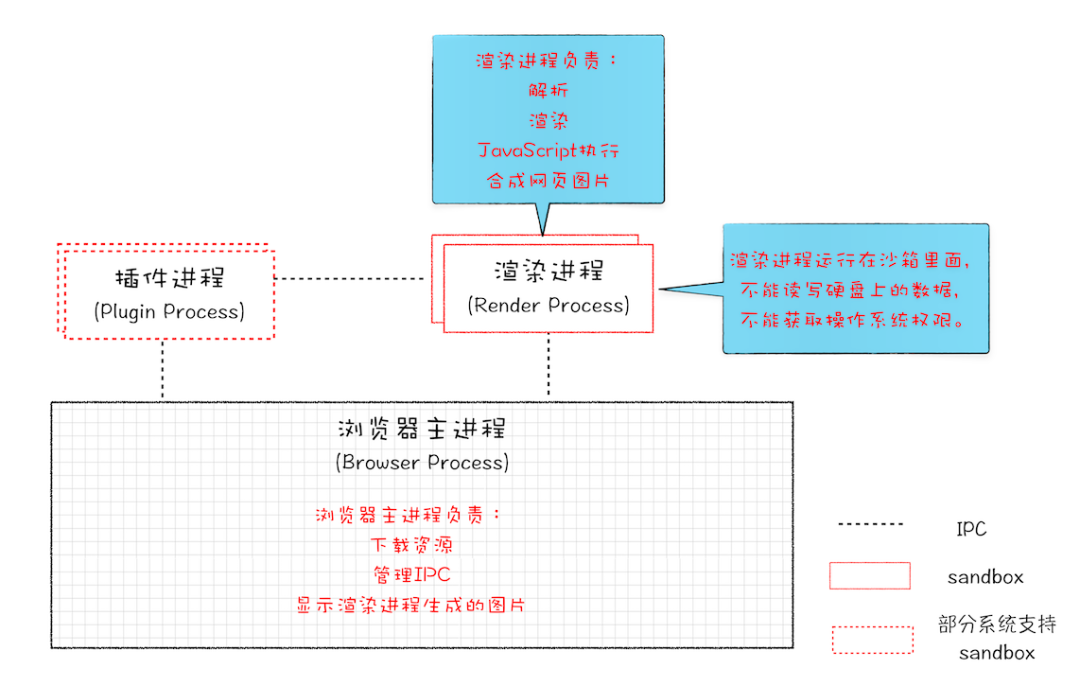 渲染进程负责：
解析
渲染
JavaScript执行
合成网页图片
插件进程
(Plugin Process)
渲染进程
(Render Process)
渲染进程运行在沙箱里面，
不能读写硬盘上的数据，
不能获取操作系统权限。
浏览器主进程
(Browser Process)
浏览器主进程负责：
下载资源
管理IPC
显示渲染进程生成的图片
IPC
sandbox
部分系统支持
sandbox